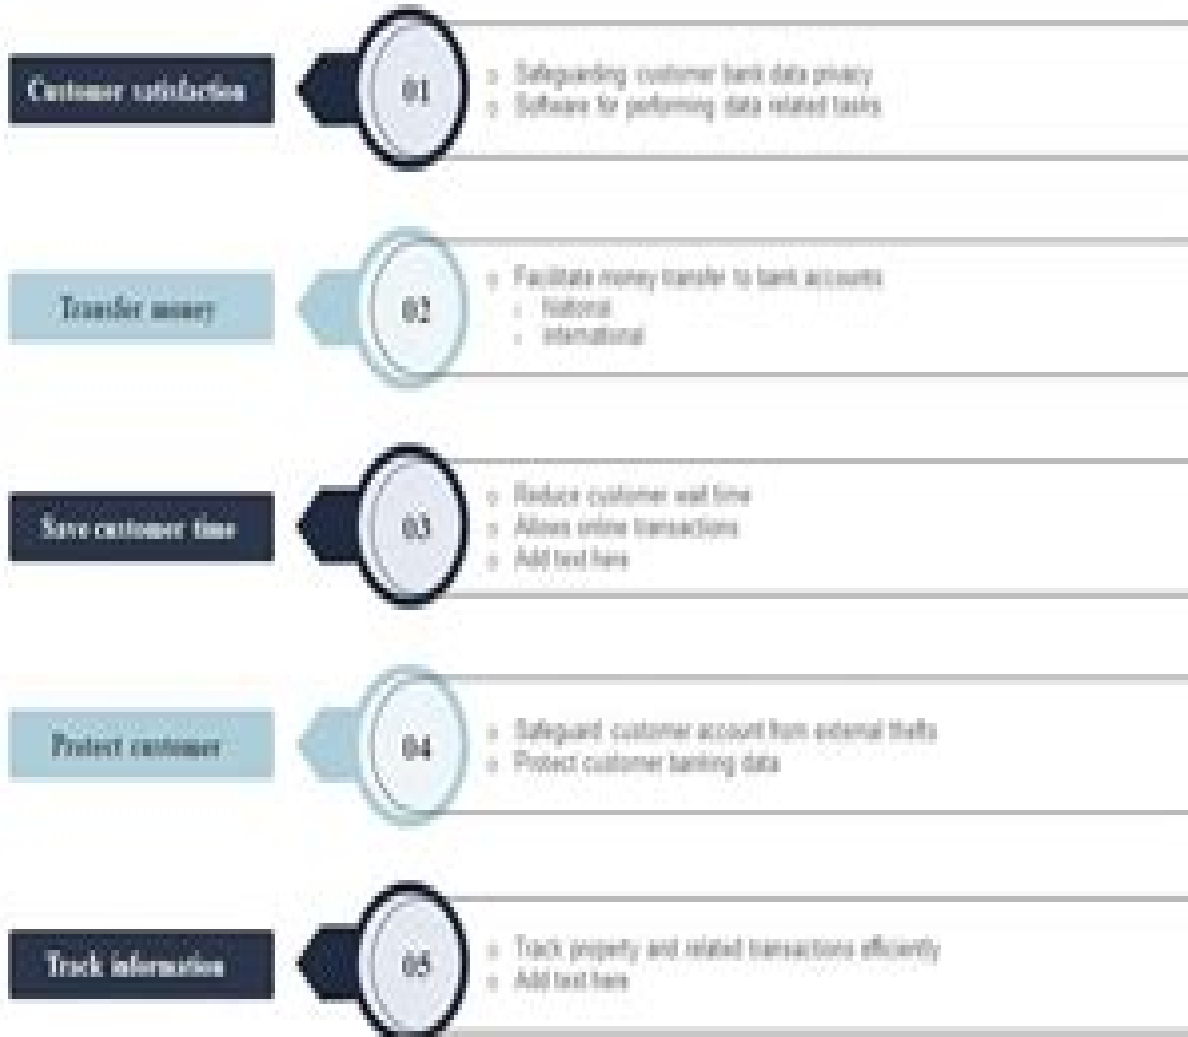 Customer satisfaction
01
Safeguarding customer bank data privacy
Software for performing data related tasks
Transfer money
02
Facilitate money transfer to bank accounts
National
International
Save customer time
03
Reduce customer wait time
Allows online transactions
Add text here
Protect customer
04
Safeguard customer account from external thefts
Protect customer banking data
Track information
05
Track property and related transactions efficiently
Add text here